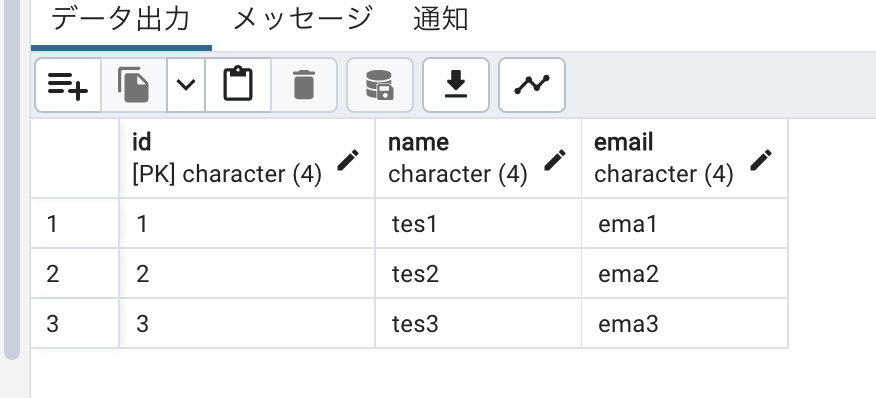 データ出力 メッセージ 通知
id name email
[PK] character (4) character (4) character (4)
1 1 tes1 ema1
2 2 tes2 ema2
3 3 tes3 ema3